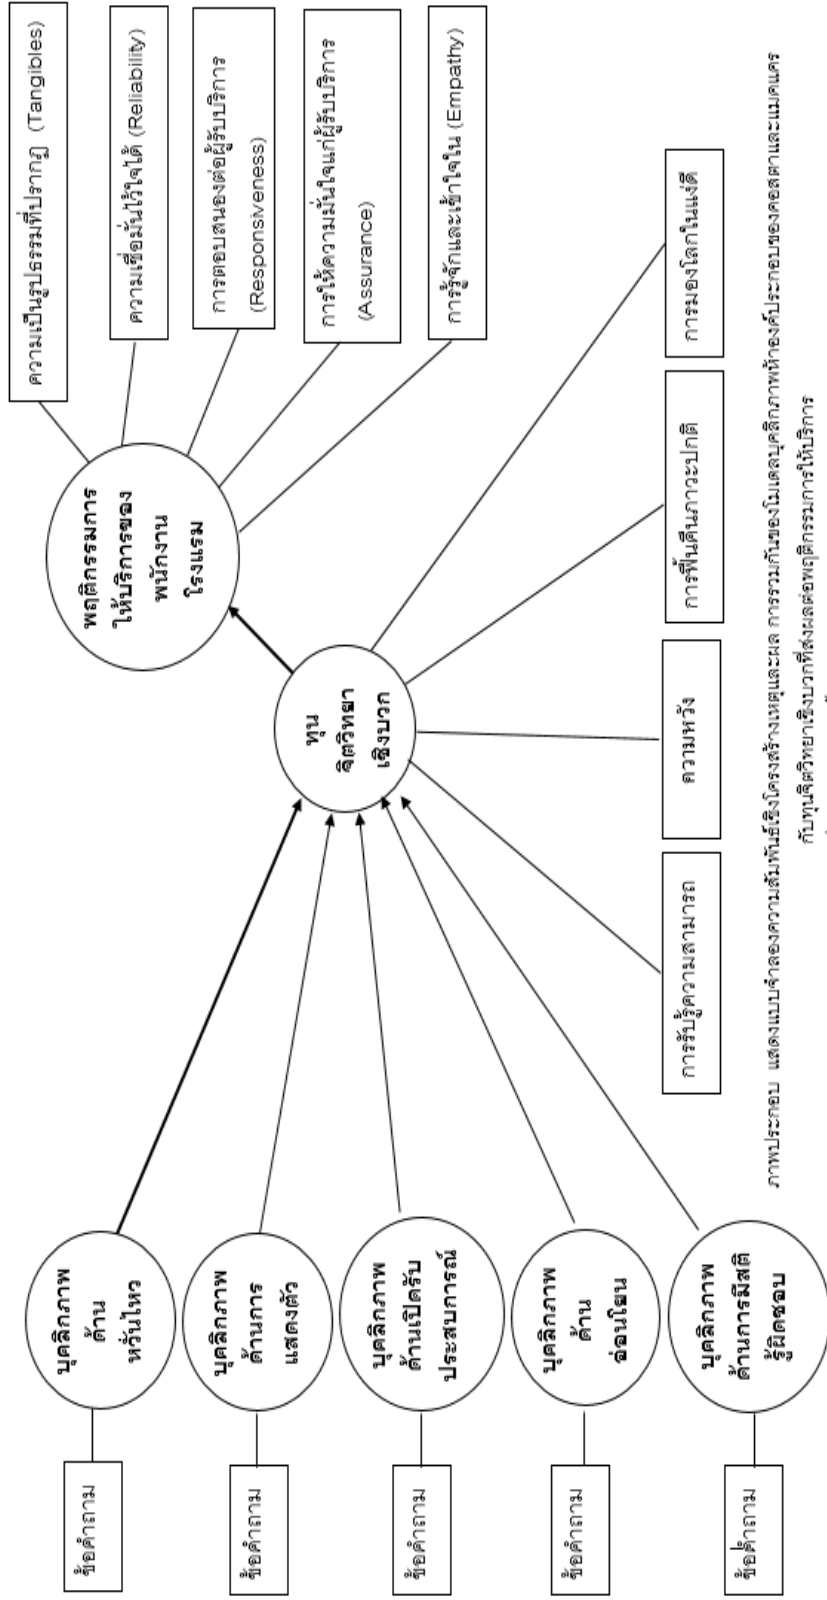 ข้อคำถาม
ข้อคำถาม
ข้อคำถาม
ข้อคำถาม
ข้อคำถาม
บุคลิกภาพ
ด้าน
หวั่นไหว
บุคลิกภาพ
ด้านการ
แสดงตัว
บุคลิกภาพ
ด้านเปิดรับ
ประสบการณ์
บุคลิกภาพ
ด้าน
อ่อนโยน
บุคลิกภาพ
ด้านการมีสติ
รู้ผิดชอบ
ทุน
จิตวิทยา
เชิงบวก
พฤติกรรมการ
ให้บริการของ
พนักงาน
โรงแรม
ความเป็นรูปธรรมที่ปรากฏ (Tangibles)
ความเชื่อมั่นไว้ใจได้ (Reliability)
การตอบสนองต่อผู้รับบริการ
(Responsiveness)
การให้ความมั่นใจแก่ผู้รับบริการ
(Assurance)
การรู้จักและเข้าใจใน (Empathy)
การรับรู้ความสามารถ
ความหวัง
การฟื้นคืนภาวะปกติ
การมองโลกในแง่ดี
ภาพประกอบ แสดงแบบจำลองความสัมพันธ์เชิงโครงสร้างเหตุและผล การรวมกันของโมเดลบุคลิกภาพห้าองค์ประกอบของคอสตาและแมคแคร
กับทุนจิตวิทยาเชิงบวกที่ส่งผลต่อพฤติกรรมการให้บริการ